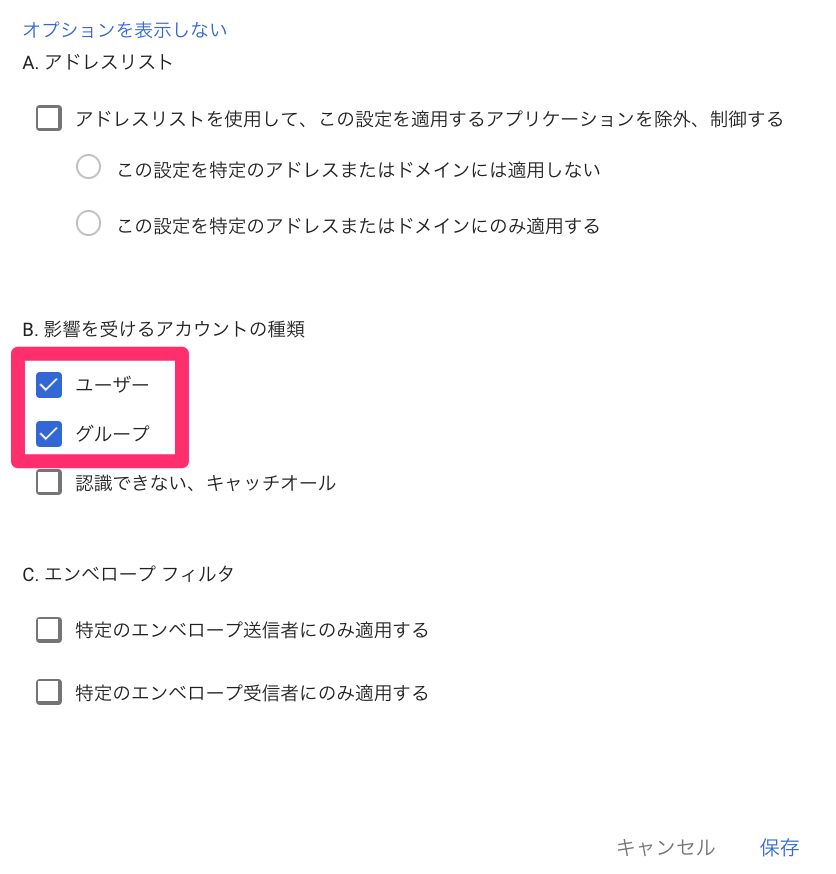 オプションを表示しない
A. アドレスリスト
アドレスリストを使用して、この設定を適用するアプリケーションを除外、制御する
この設定を特定のアドレスまたはドメインには適用しない
この設定を特定のアドレスまたはドメインにのみ適用する
B. 影響を受けるアカウントの種類
ユーザー
グループ
認識できない、キャッチオール
C. エンベロープ フィルタ
特定のエンベロープ送信者にのみ適用する
特定のエンベロープ受信者にのみ適用する
キャンセル 保存